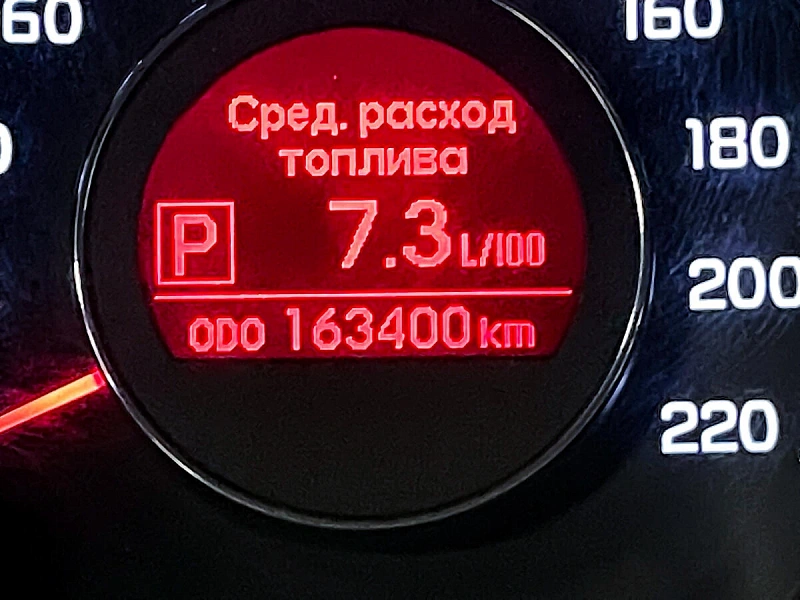 60
160
Сред. расход
180
топлива
P 7.3 L/100
200
ODO 163400 km
220